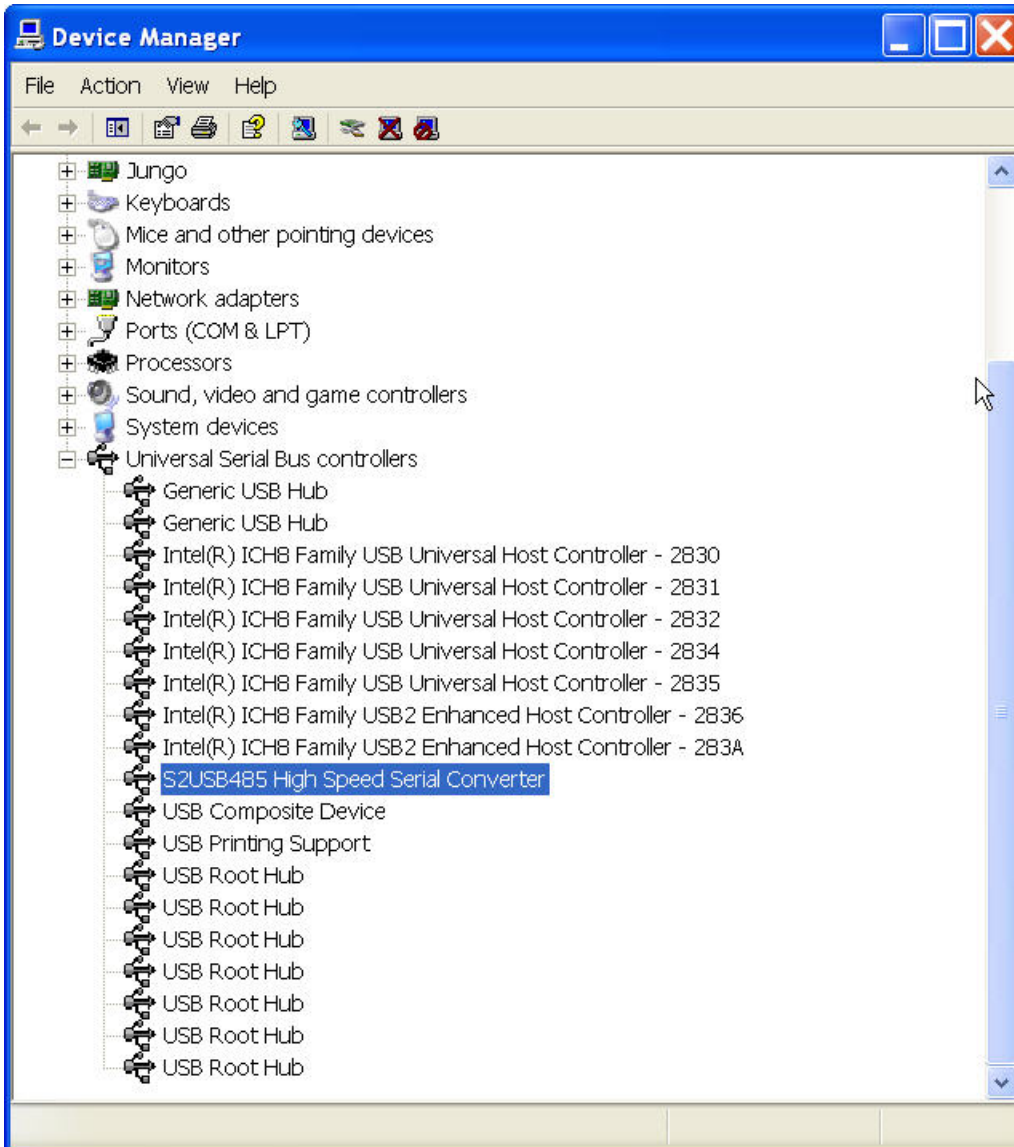 Device Manager
File Action View Help
Jungo
Keyboards
Mice and other pointing devices
Monitors
Network adapters
Ports (COM & LPT)
Processors
Sound, video and game controllers
System devices
Universal Serial Bus controllers
Generic USB Hub
Generic USB Hub
Intel(R) ICH8 Family USB Universal Host Controller - 2830
Intel(R) ICH8 Family USB Universal Host Controller - 2831
Intel(R) ICH8 Family USB Universal Host Controller - 2832
Intel(R) ICH8 Family USB Universal Host Controller - 2834
Intel(R) ICH8 Family USB Universal Host Controller - 2835
Intel(R) ICH8 Family USB2 Enhanced Host Controller - 2836
Intel(R) ICH8 Family USB2 Enhanced Host Controller - 283A
S2USB485 High Speed Serial Converter
USB Composite Device
USB Printing Support
USB Root Hub
USB Root Hub
USB Root Hub
USB Root Hub
USB Root Hub
USB Root Hub
USB Root Hub